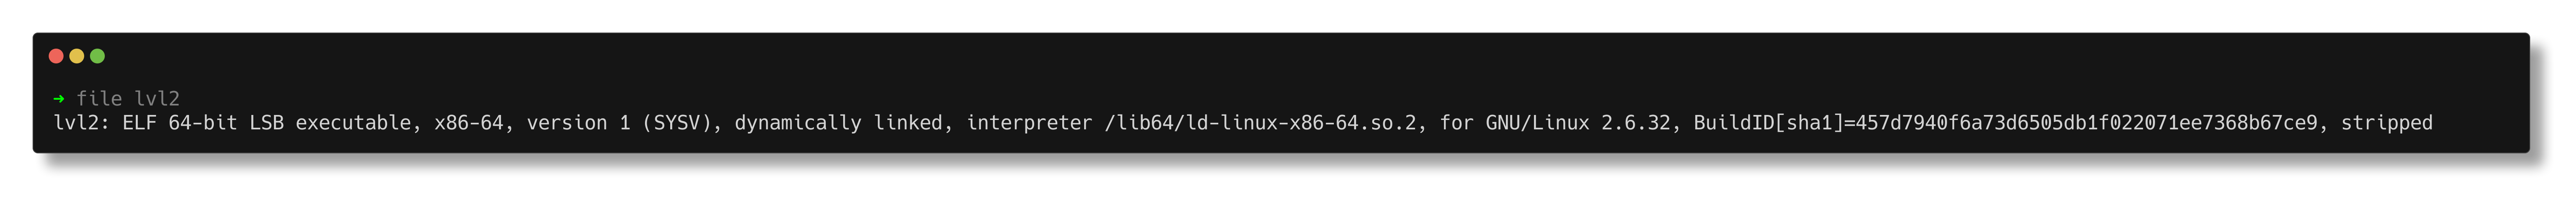 ➜ file lvl2
lvl2: ELF 64-bit LSB executable, x86-64, version 1 (SYSV), dynamically linked, interpreter /lib64/ld-linux-x86-64.so.2, for GNU/Linux 2.6.32, BuildID[sha1]=457d7940f6a73d6505db1f022071ee7368b67ce9, stripped